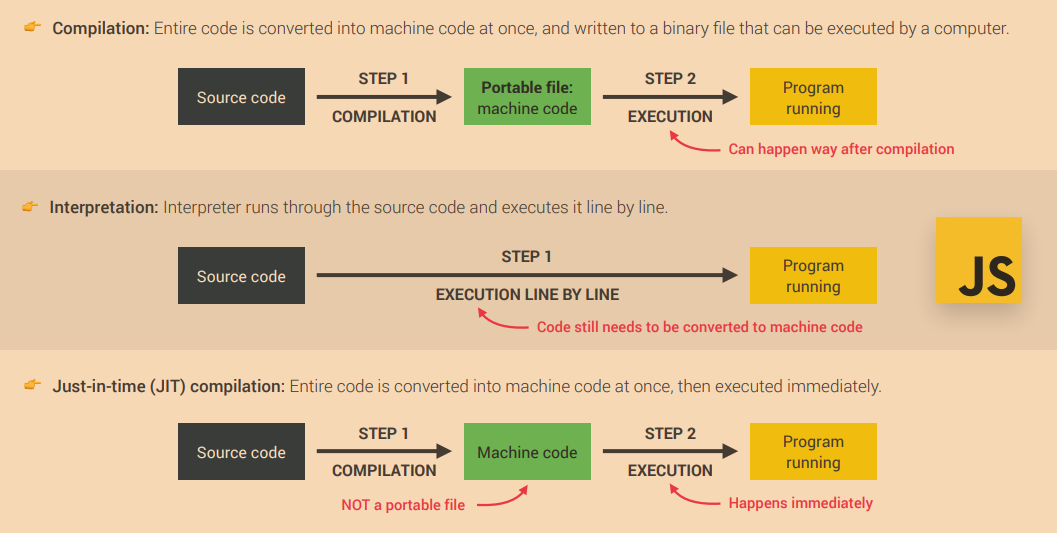 Compilation: Entire code is converted into machine code at once, and written to a binary file that can be executed by a computer.
Source code
STEP 1
COMPILATION
Portable file:
machine code
STEP 2
EXECUTION
Program
running
Can happen way after compilation
Interpretation: Interpreter runs through the source code and executes it line by line.
Source code
STEP 1
EXECUTION LINE BY LINE
Program
running
Code still needs to be converted to machine code
JS
Just-in-time (JIT) compilation: Entire code is converted into machine code at once, then executed immediately.
Source code
STEP 1
COMPILATION
Machine code
STEP 2
EXECUTION
Program
running
NOT a portable file
Happens immediately